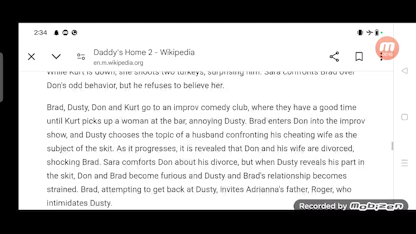 2:34
Daddy's Home 2 - Wikipedia
en.m.wikipedia.org
While Kurt is down, she shoots two turkeys, surprising him. Sara confronts Brad over
Don's odd behavior, but he refuses to believe her.
Brad, Dusty, Don and Kurt go to an improv comedy club, where they have a good time
until Kurt picks up a woman at the bar, annoying Dusty. Brad enters Don into the improv
show, and Dusty chooses the topic of a husband confronting his cheating wife as the
subject of the skit. As it progresses, it is revealed that Don and his wife are divorced,
shocking Brad. Sara comforts Don about his divorce, but when Dusty reveals his part in
the skit, Don and Brad become furious and Dusty and Brad's relationship becomes
strained. Brad, attempting to get back at Dusty, invites Adrianna's father, Roger, who
intimidates Dusty.
Recorded by Mobizen